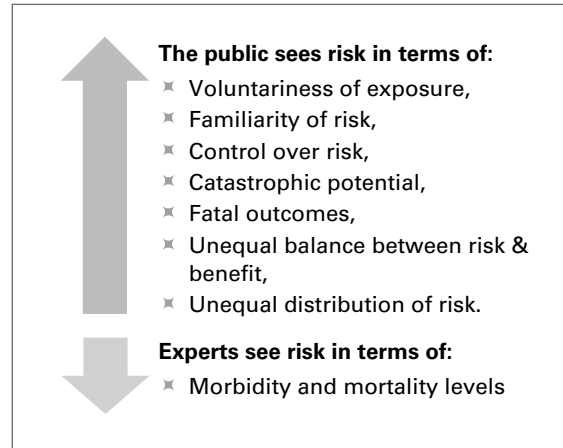 The public sees risk in terms of:
Voluntariness of exposure,
Familiarity of risk,
Control over risk,
Catastrophic potential,
Fatal outcomes,
Unequal balance between risk &
benefit,
Unequal distribution of risk.
Experts see risk in terms of:
Morbidity and mortality levels